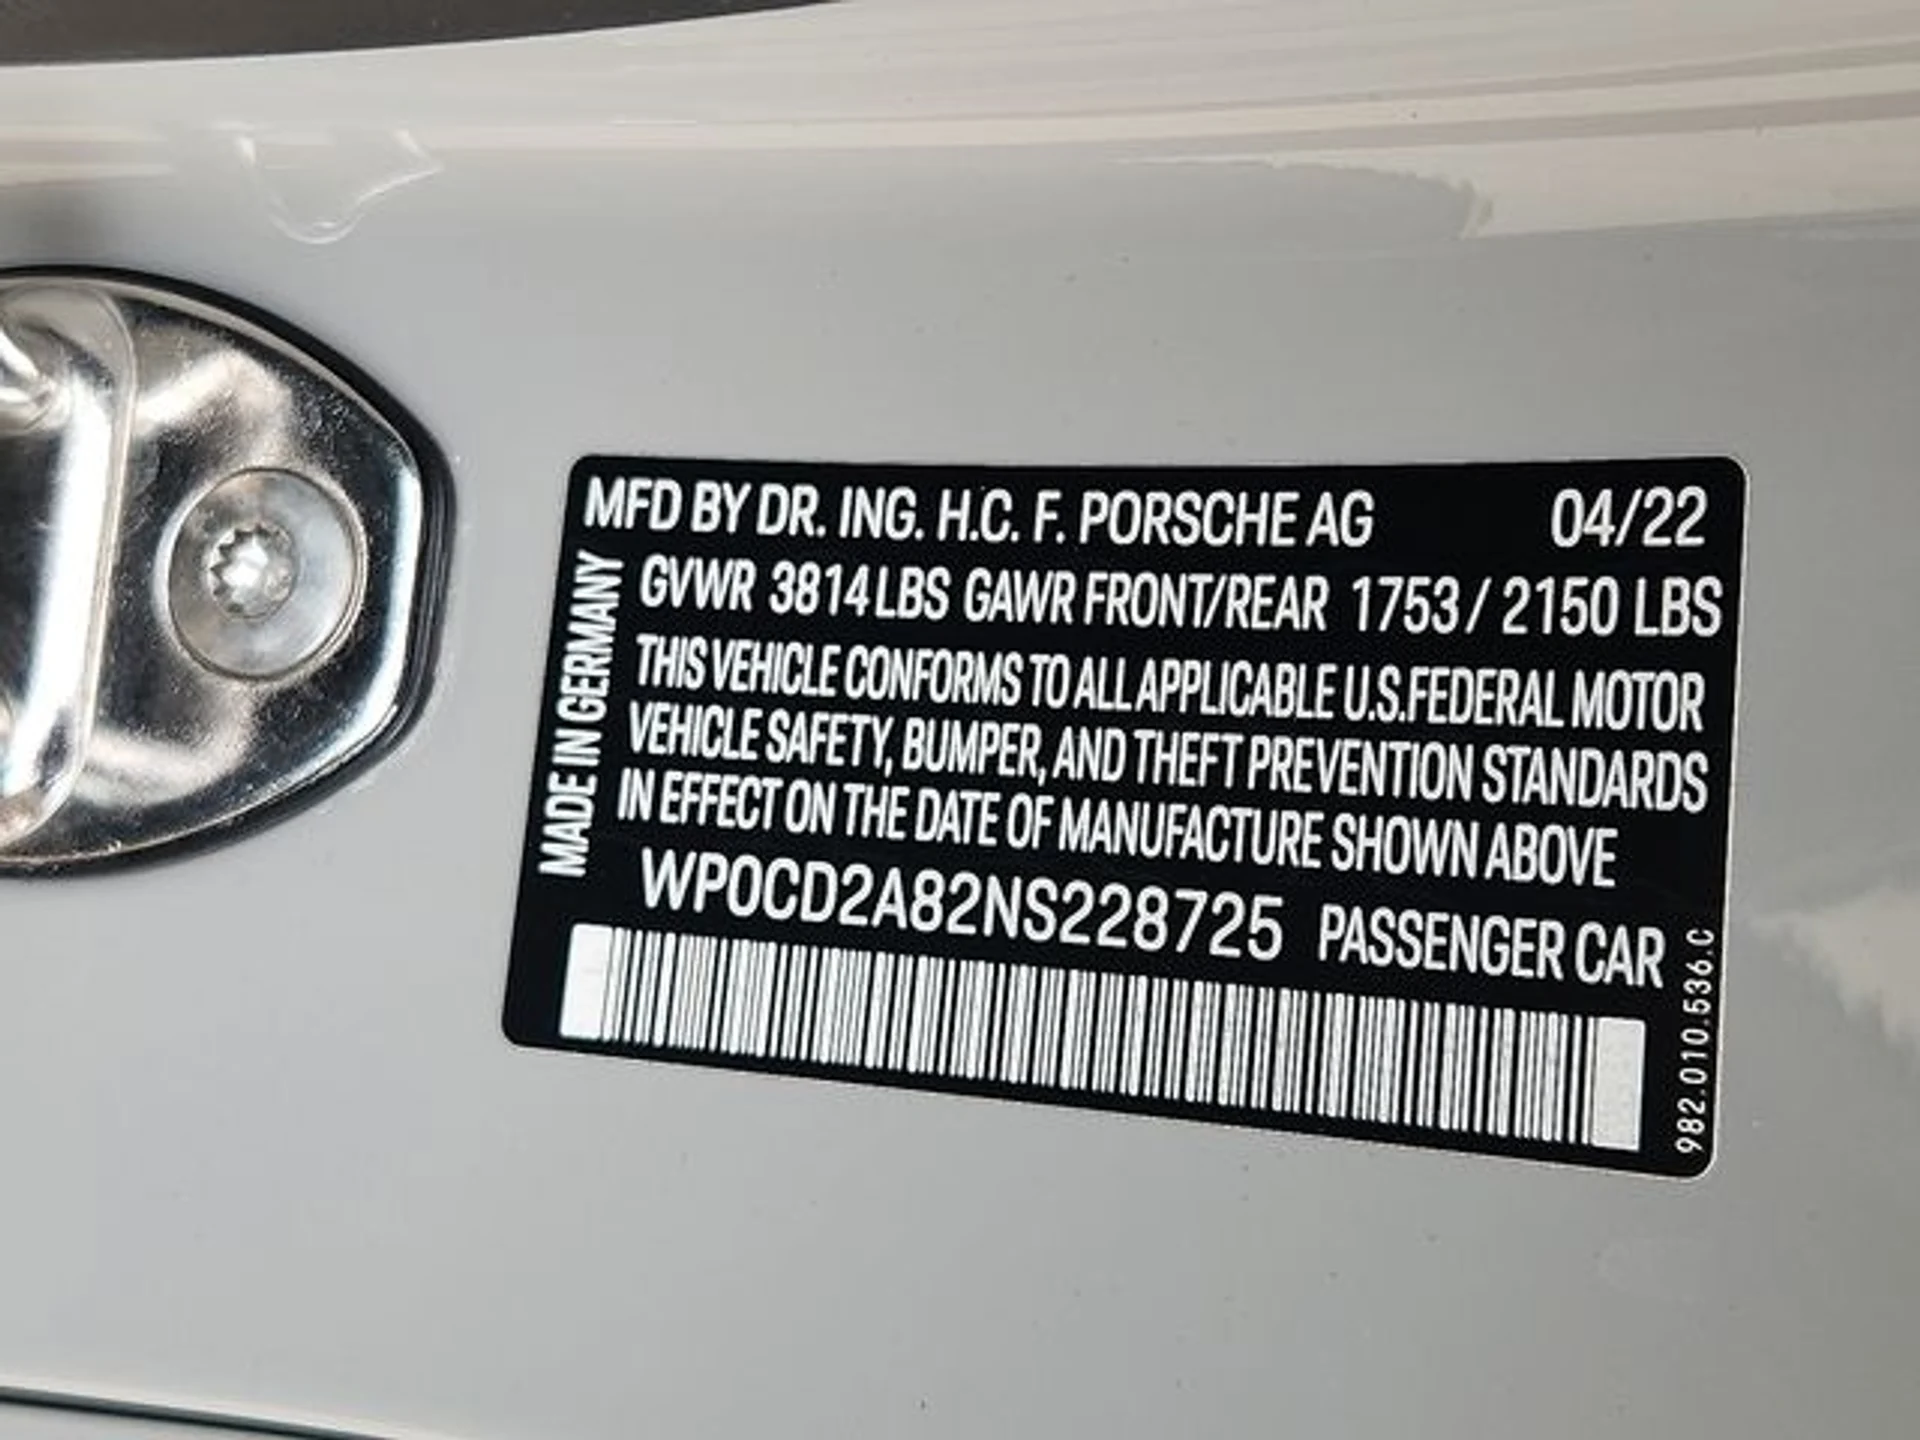 MFD BY DR. ING. H.C. F. PORSCHE AG 04/22
MADE IN GERMANY
GVWR 3814 LBS GAWR FRONT/REAR 1753 / 2150 LBS
THIS VEHICLE CONFORMS TO ALL APPLICABLE U.S.FEDERAL MOTOR
VEHICLE SAFETY, BUMPER, AND THEFT PREVENTION STANDARDS
IN EFFECT ON THE DATE OF MANUFACTURE SHOWN ABOVE
WP0CD2A82NS228725 PASSENGER CAR
982.010.536.C